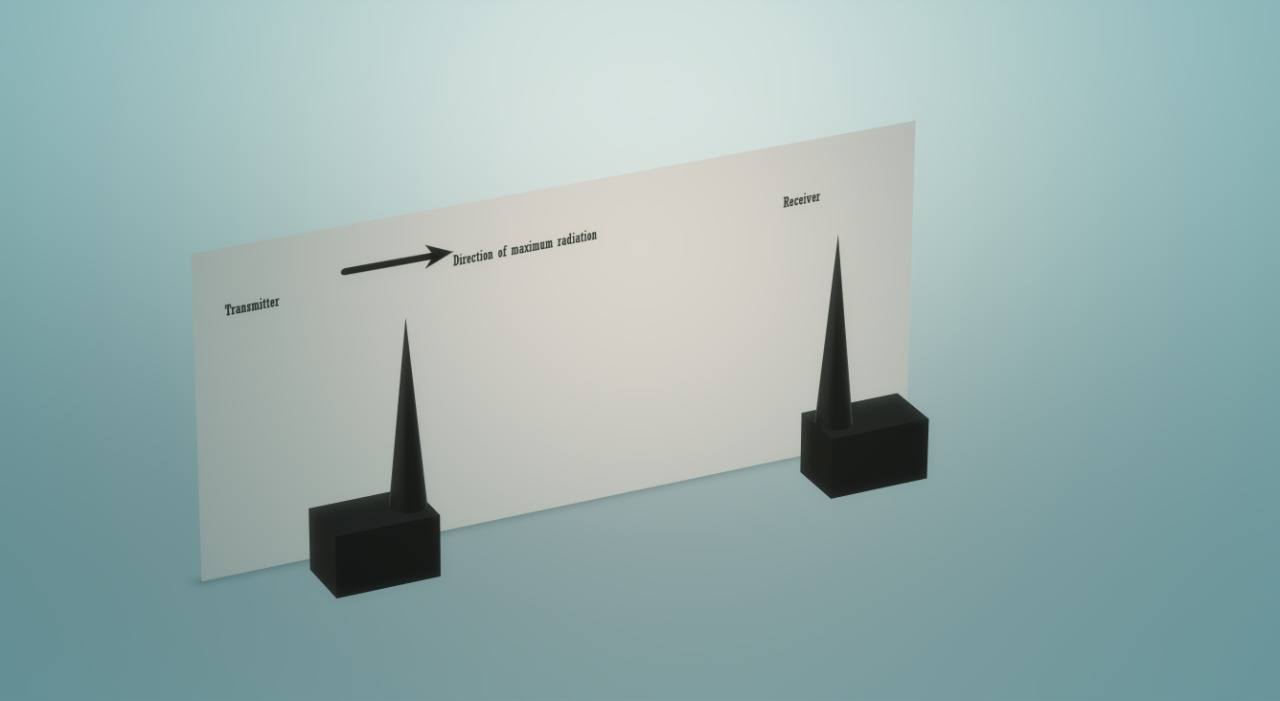 Receiver
Direction of maximum radiation
Transmitter